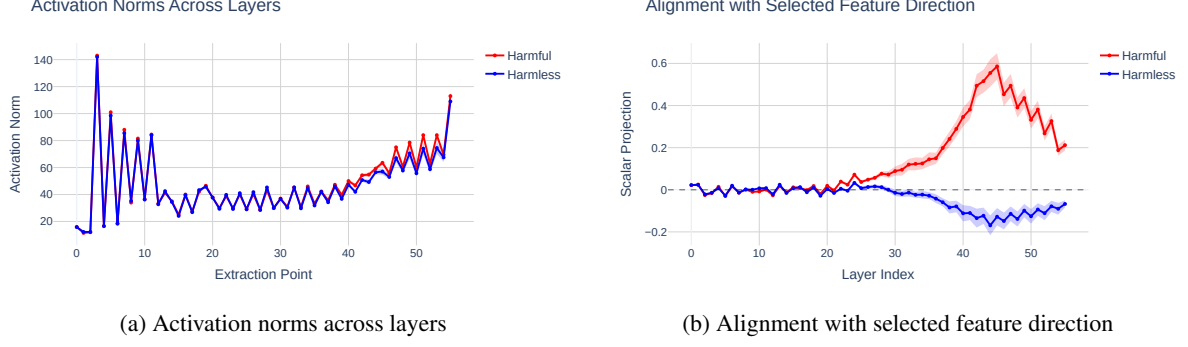 Activation Norms Across Layers
Harmful
Harmless
140
120
100
80
60
40
20
Activation Norm
0
10
20
30
40
50
Extraction Point
(a) Activation norms across layers
Alignment with Selected Feature Direction
Harmful
Harmless
0.6
0.4
0.2
0
−0.2
Scalar Projection
0
10
20
30
40
50
Layer Index
(b) Alignment with selected feature direction